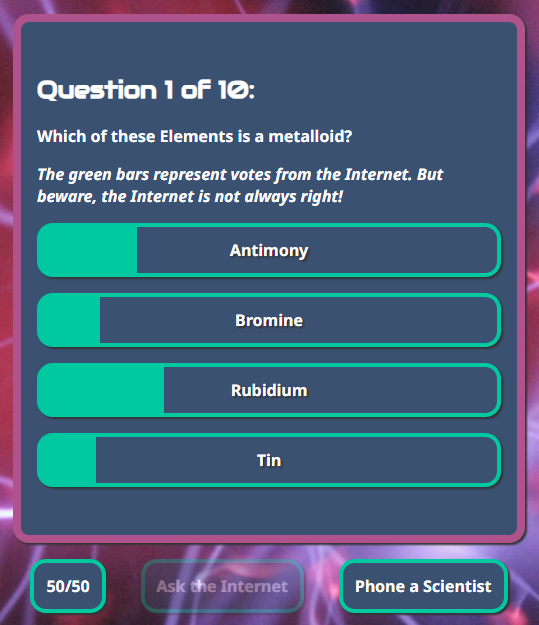 Question 1 of 10:
Which of these Elements is a metalloid?
The green bars represent votes from the Internet. But
beware, the Internet is not always right!
Antimony
Bromine
Rubidium
Tin
50/50
Ask the Internet
Phone a Scientist